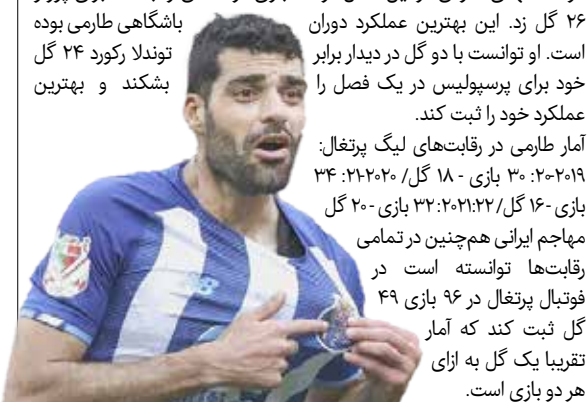 ۲۶ گل زد. این بهترین عملکرد دوران باشگاهی طارمی بوده
است. او توانست با دو گل در دیدار برابر توندلا رکورد ۲۴ گل
خود برای پرسپولیس در یک فصل را بشکند و بهترین
عملکرد خود را ثبت کند.
آمار طارمی در رقابت‌های لیگ پرتغال:
۲۰-۲۰۱۹: ۳۰ بازی - ۱۸ گل/ ۲۰۲۰-۲۱: ۳۴
بازی -۱۶ گل/ ۲۰۲۱:۲۲: ۳۲ بازی - ۲۰ گل
مهاجم ایرانی هم‌چنین در تمامی
رقابت‌ها توانسته است در
فوتبال پرتغال در ۹۶ بازی ۴۹
گل ثبت کند که آمار
تقریبا یک گل به ازای
هر دو بازی است.